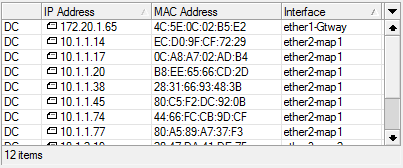 IP Address MAC Address Interface
DC 172.20.1.65 4C:5E:0C:02:B5:E2 ether1-Gtway
DC 10.1.1.14 EC:D0:9F:CF:72:29 ether2-map1
DC 10.1.1.17 0C:A8:A7:02:AD:B4 ether2-map1
DC 10.1.1.20 B8:EE:65:66:CD:2D ether2-map1
DC 10.1.1.38 28:31:66:93:48:3B ether2-map1
DC 10.1.1.45 80:C5:F2:DC:92:0B ether2-map1
DC 10.1.1.74 44:66:FC:CB:9D:CF ether2-map1
DC 10.1.1.77 80:A5:89:A7:37:F3 ether2-map1
DC
12 items